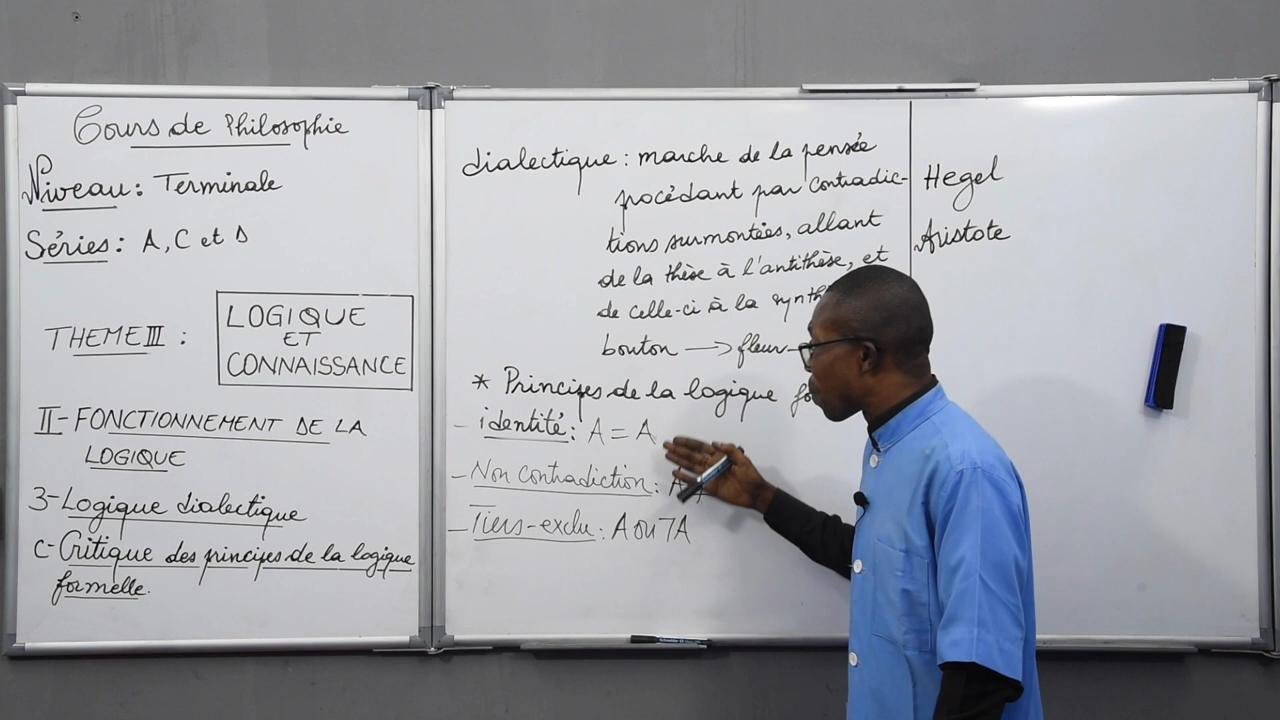 Cours de Philosophie
Niveau : Terminale
Séries : A, C et D
THEME III :
LOGIQUE
ET
CONNAISSANCE
II- FONCTIONNEMENT DE LA
LOGIQUE
3- Logique dialectique
c- Critique des principes de la logique
formelle.
dialectique : marche de la pensée
procédant par contradic-
tions surmontées, allant
de la thèse à l'antithèse, et
de celle-ci à la synth
bouton → fleur
* Principes de la logique fo
- identité : A = A
- Non contradiction : A ≠
- Tiers-exclu : A ou ⅂A
Hegel
Aristote